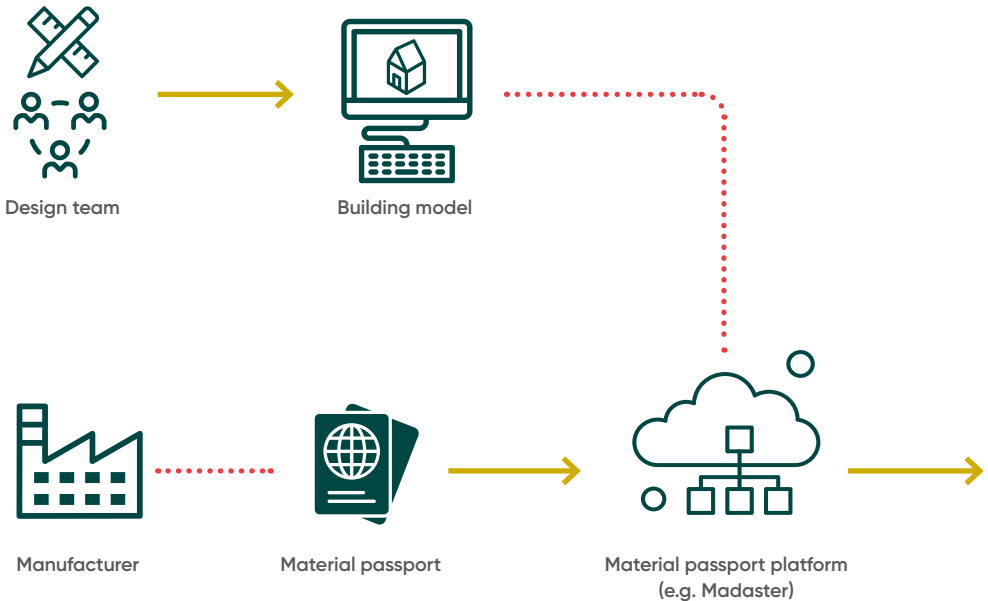 Design team
Building model
Manufacturer
Material passport
Material passport platform
(e.g. Madaster)